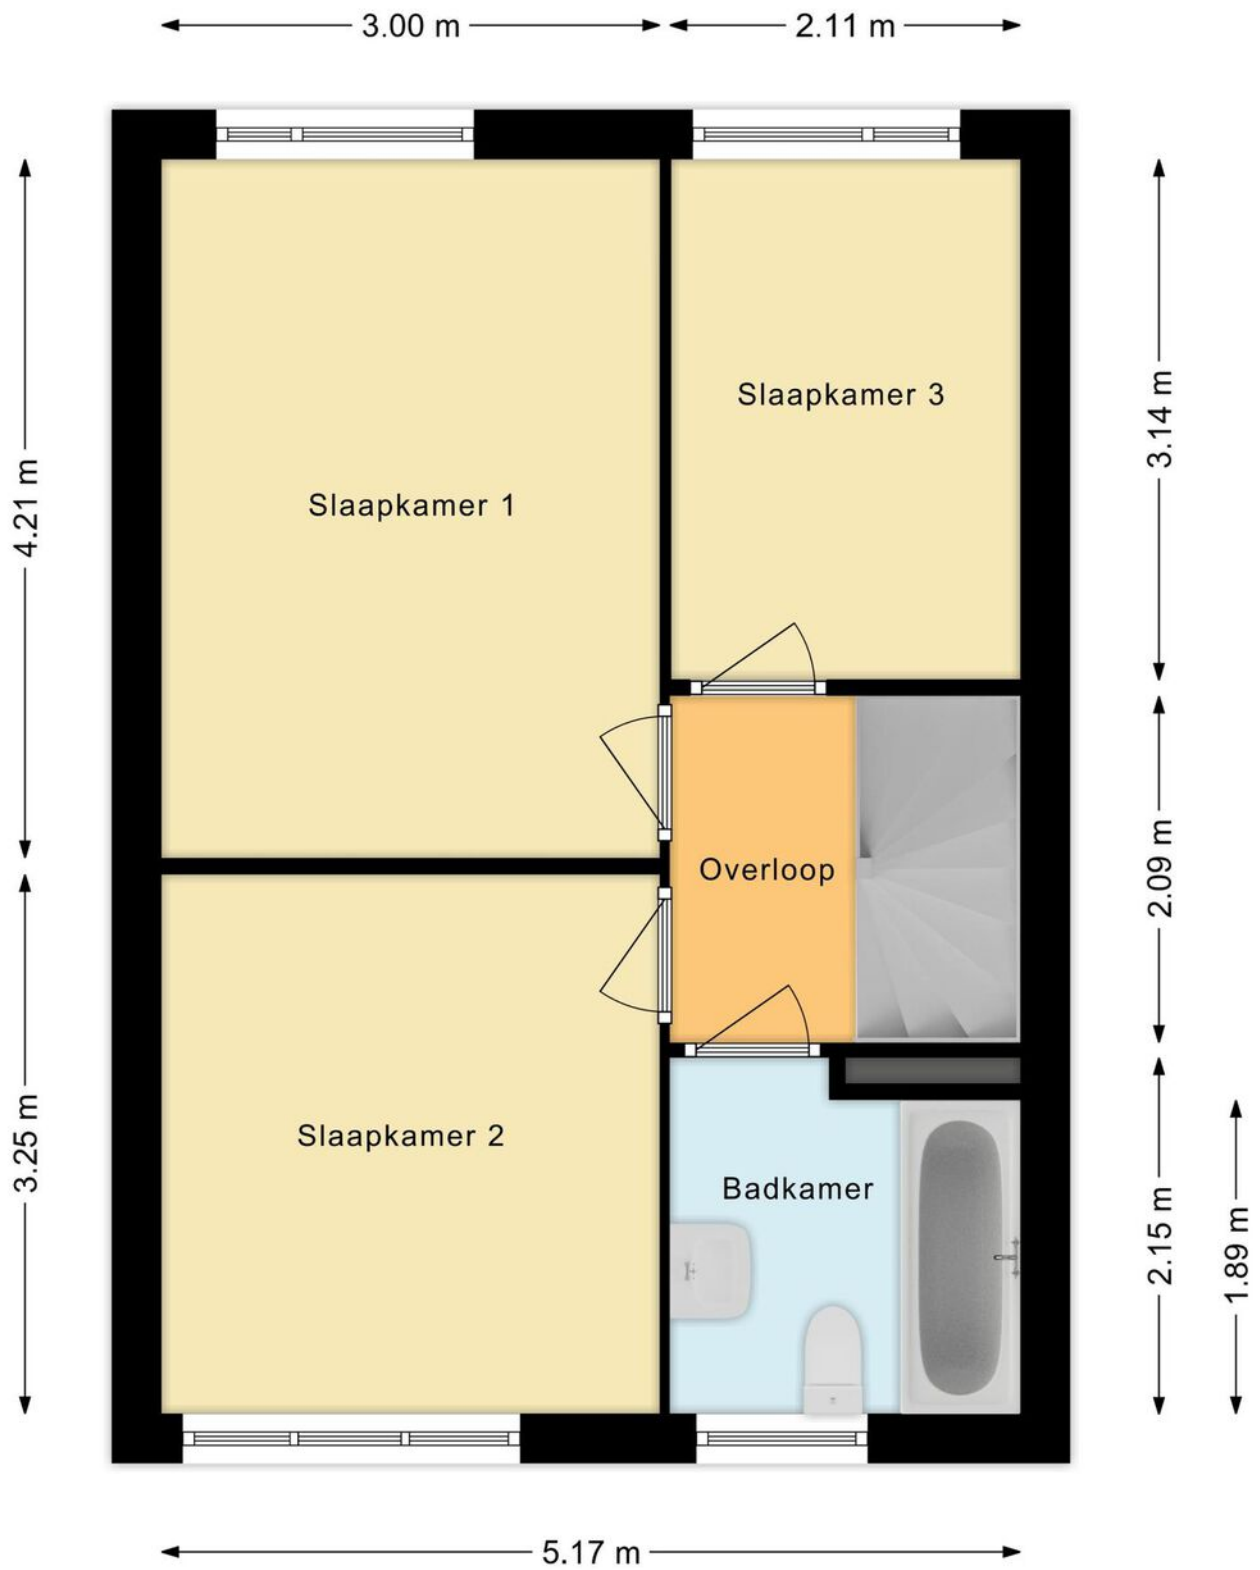 3.00 m
2.11 m
4.21 m
3.14 m
Slaapkamer 3
Slaapkamer 1
2.09 m
Overloop
3.25 m
Slaapkamer 2
Badkamer
2.15 m
1.89 m
5.17 m